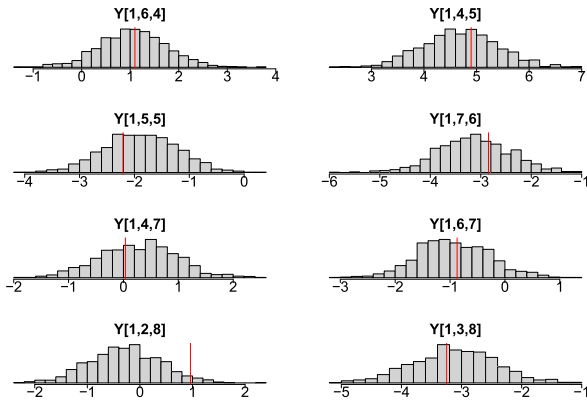 Y[1,6,4] Y[1,4,5]
−1 0 1 2 3 4 3 4 5 6 7
Y[1,5,5] Y[1,7,6]
−4 −3 −2 −1 0 −6 −5 −4 −3 −2 −1
Y[1,4,7] Y[1,6,7]
−2 −1 0 1 2 −3 −2 −1 0 1
Y[1,2,8] Y[1,3,8]
−2 −1 0 1 2 −5 −4 −3 −2 −1